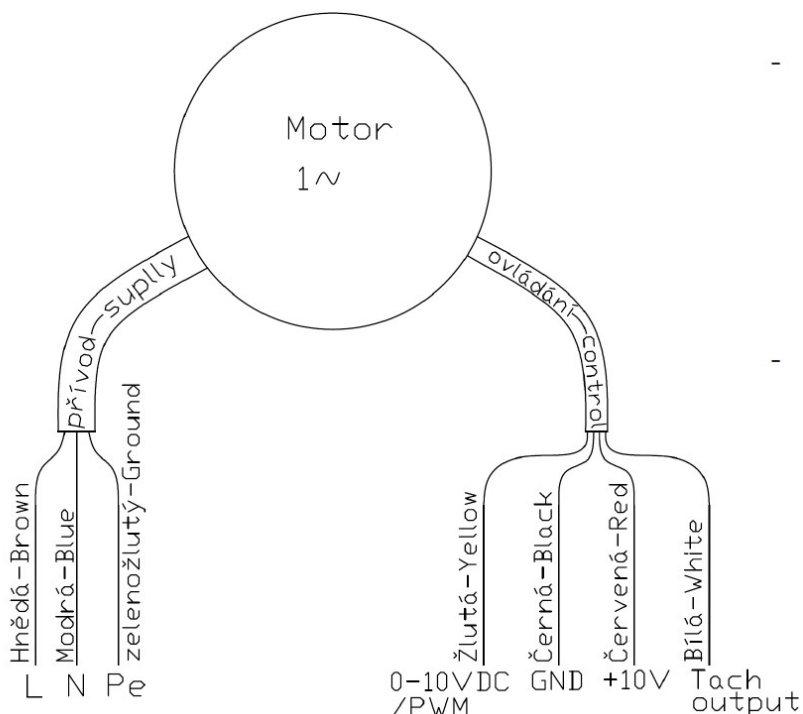 Motor
1~
přívod-suplly
ovládání-control
Hnědá-Brown
Modrá-Blue
zelenožlutý-Ground
Žlutá-Yellow
Černá-Black
Červená-Red
Bílá-White
L N Pe
0-10VDC GND +10V Tach
/PWM output